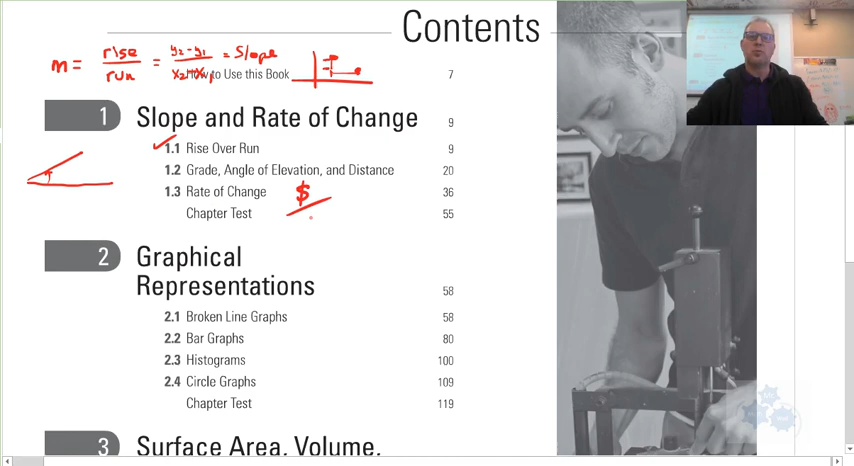 Contents
m = rise/run = y2-y1/x2-x1 = Slope
How to Use this Book 7
1 Slope and Rate of Change 9
1.1 Rise Over Run 9
1.2 Grade, Angle of Elevation, and Distance 20
1.3 Rate of Change 36
$
Chapter Test 55
2 Graphical
Representations 58
2.1 Broken Line Graphs 58
2.2 Bar Graphs 80
2.3 Histograms 100
2.4 Circle Graphs 109
Chapter Test 119
3 Surface Area, Volume,